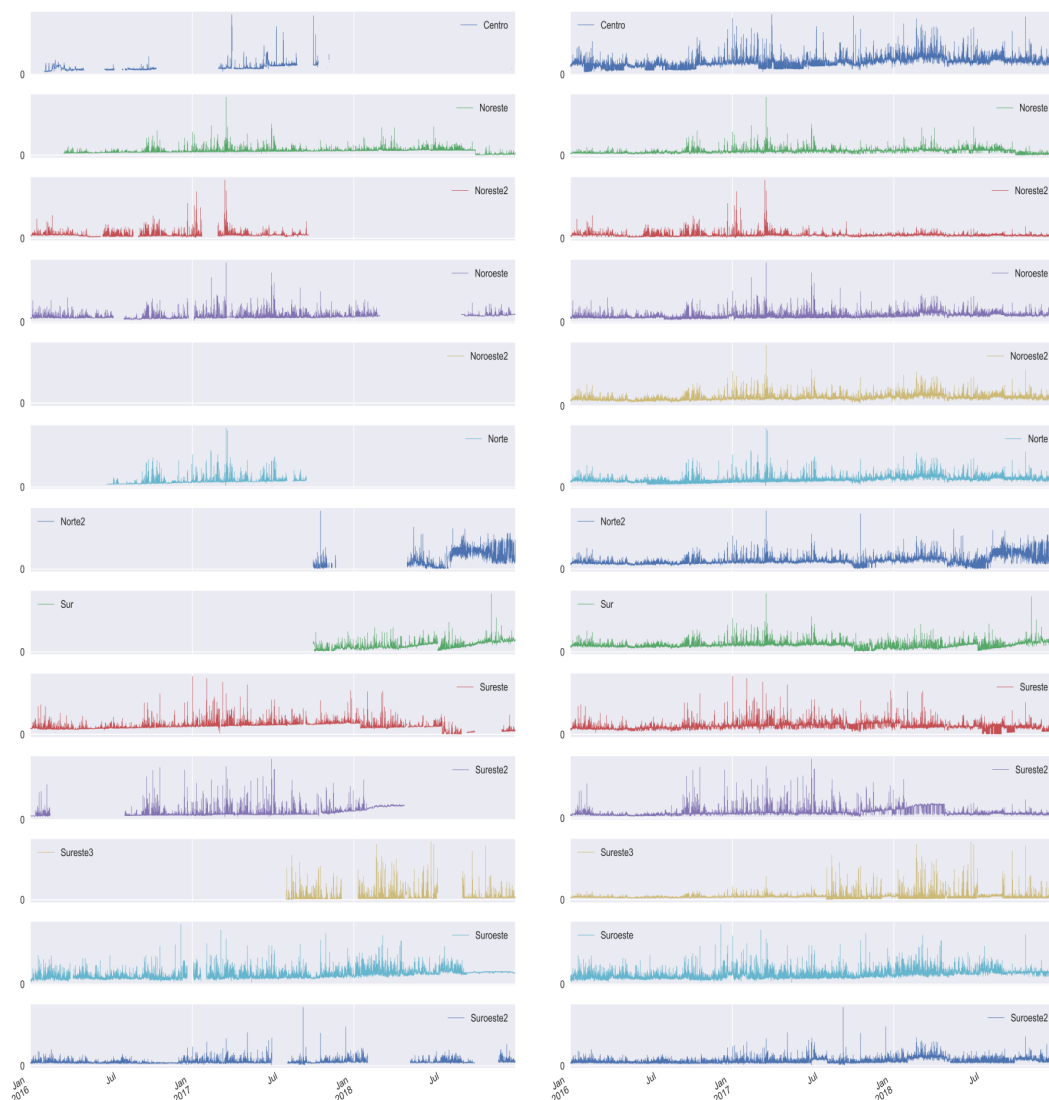 Centro Centro
0 0
Noreste Noreste
0 0
Noreste2 Noreste2
0 0
Noroeste Noroeste
0 0
Noroeste2 Noroeste2
0 0
Norte Norte
0 0
Norte2 Norte2
0 0
Sur Sur
0 0
Sureste Sureste
0 0
Sureste2 Sureste2
0 0
Sureste3 Sureste3
0 0
Suroeste Suroeste
0 0
Suroeste2 Suroeste2
0 0
Jan Jul Jan Jul Jan Jul Jan Jul Jan Jul Jan Jul
2016 2017 2018 2016 2017 2018